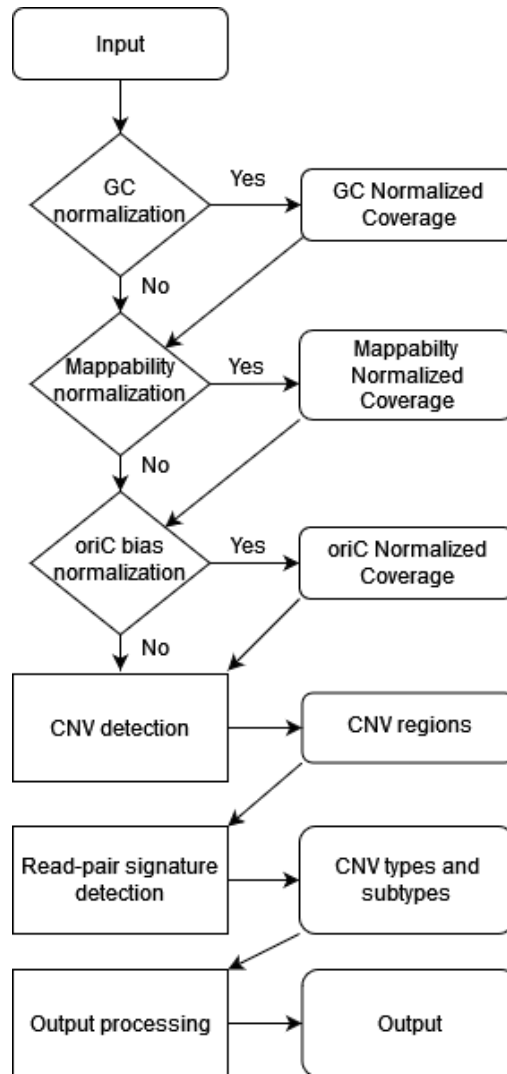 Input
GC
normalization
Yes
GC Normalized
Coverage
No
Mappability
normalization
Yes
Mappabilty
Normalized
Coverage
No
oriC bias
normalization
Yes
oriC Normalized
Coverage
No
CNV detection
CNV regions
Read-pair signature
detection
CNV types and
subtypes
Output processing
Output